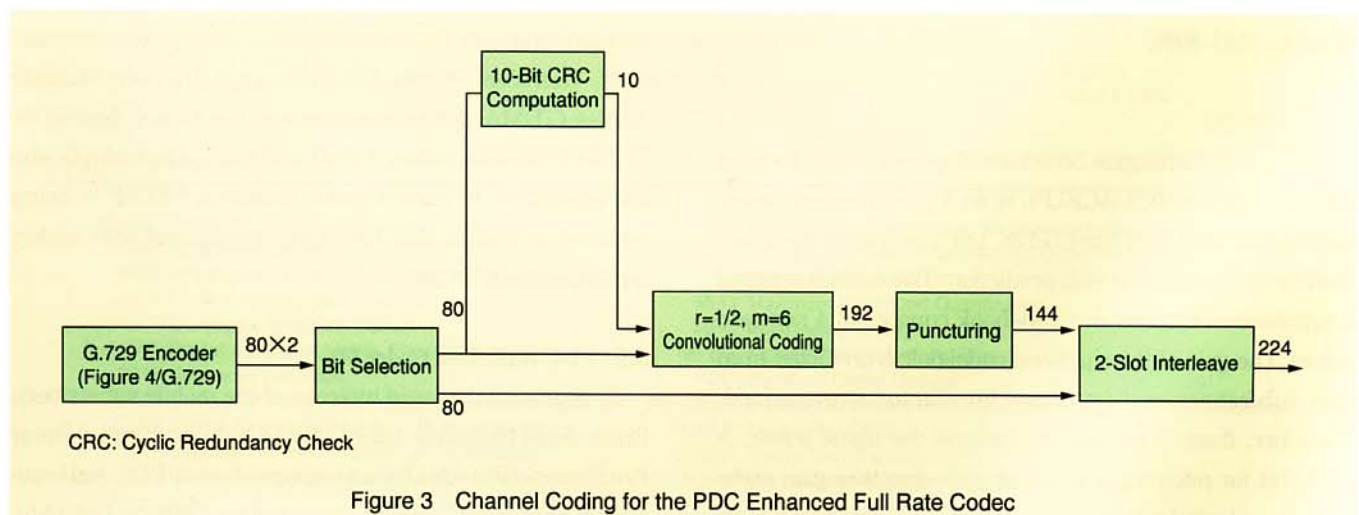 10-Bit CRC
Computation
10
80
G.729 Encoder
(Figure 4/G.729)
80×2
Bit Selection
80
r=1/2, m=6
Convolutional Coding
192
Puncturing
144
2-Slot Interleave
224
CRC: Cyclic Redundancy Check
Figure 3 Channel Coding for the PDC Enhanced Full Rate Codec